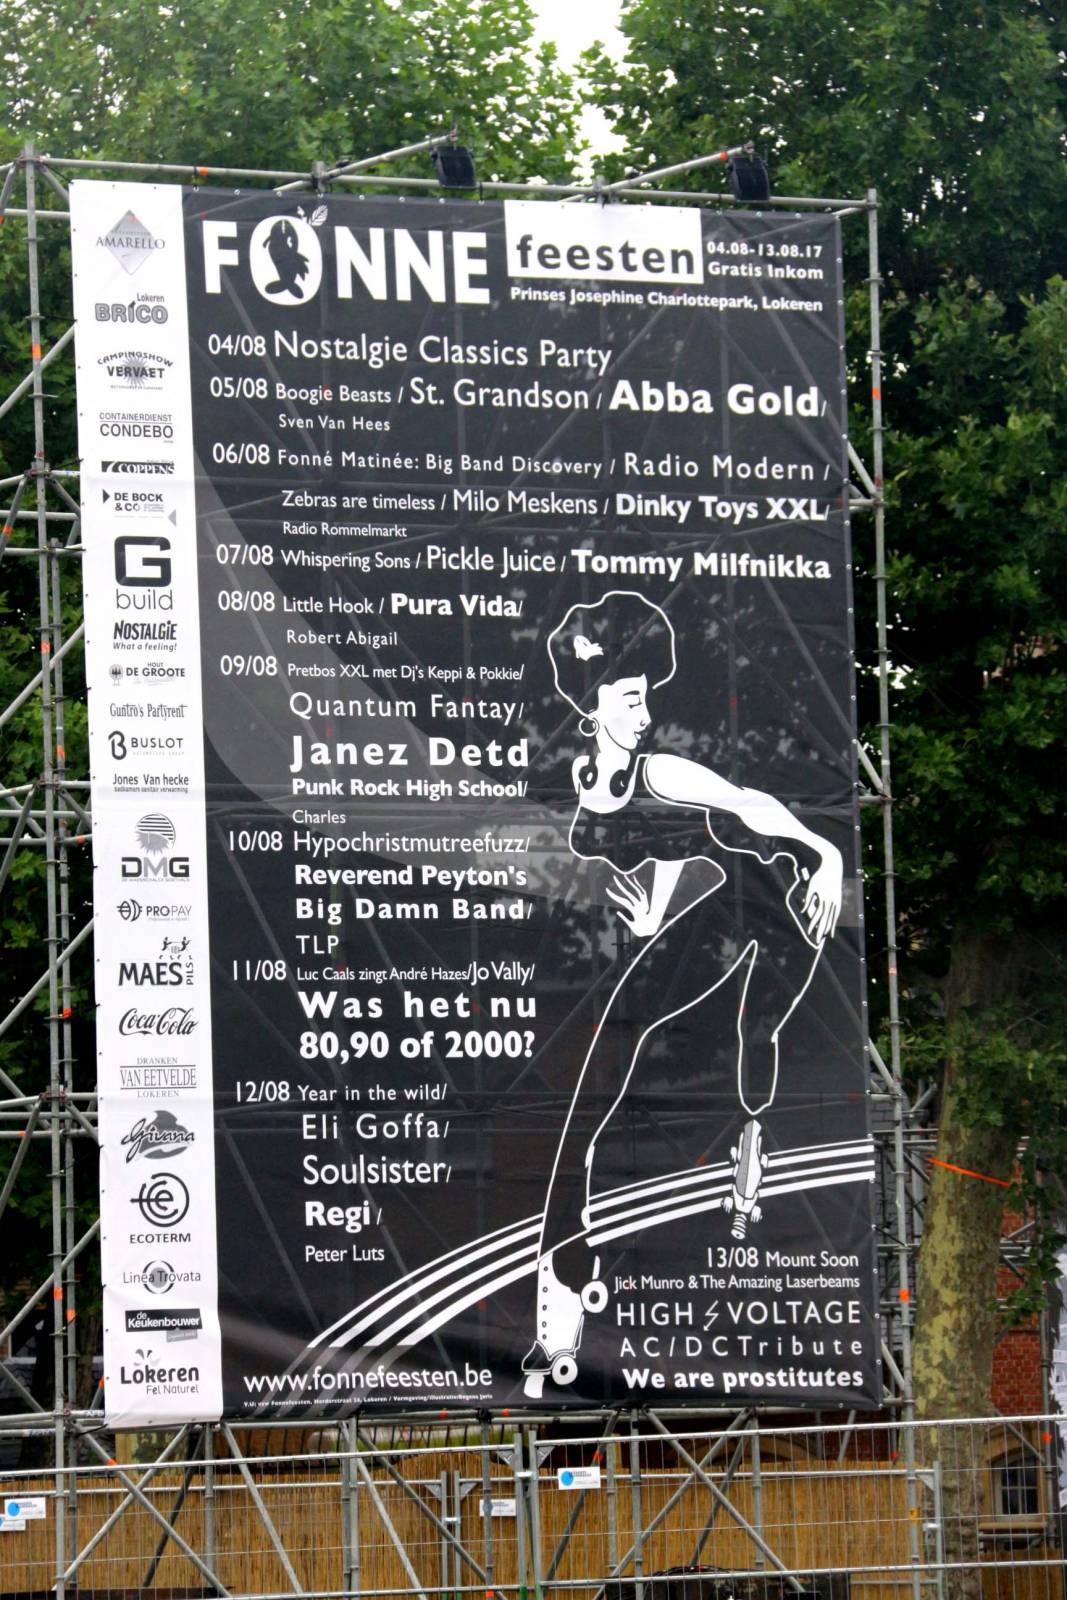 AMARELLO
Lokeren
BRICO
CAMPINGSHOW
VERVAET
CONTAINERDIENST
CONDEBO
COPPENS
DE BOCK
& CO
G
build
NOSTALGIE
What a feeling!
HOUT
DE GROOTE
Guntro's Partyrent
BUSLOT
Jones Van hecke
badkamers sanitair verwarming
DMG
PROPAY
MAES PILS
Coca-Cola
DRANKEN
VAN EETVELDE
LOKEREN
Givana
ECOTERM
Linea Trovata
de
Keukenbouwer
Lokeren
Fel Naturel
FONNE
feesten
04.08-13.08.17
Gratis Inkom
Prinses Josephine Charlottepark, Lokeren
04/08 Nostalgie Classics Party
05/08 Boogie Beasts / St. Grandson / Abba Gold/
Sven Van Hees
06/08 Fonné Matinée: Big Band Discovery / Radio Modern /
Zebras are timeless / Milo Meskens / Dinky Toys XXL/
Radio Rommelmarkt
07/08 Whispering Sons / Pickle Juice / Tommy Milfnikka
08/08 Little Hook / Pura Vida/
Robert Abigail
09/08 Pretbos XXL met Dj's Keppi & Pokkie/
Quantum Fantay/
Janez Detd
Punk Rock High School/
Charles
10/08 Hypochristmutreefuzz/
Reverend Peyton's
Big Damn Band/
TLP
11/08 Luc Caals zingt André Hazes/Jo Vally/
Was het nu
80,90 of 2000?
12/08 Year in the wild/
Eli Goffa/
Soulsister/
Regi /
Peter Luts
13/08 Mount Soon
Jick Munro & The Amazing Laserbeams
HIGH VOLTAGE
AC/DC Tribute
We are prostitutes
www.fonnefeesten.be